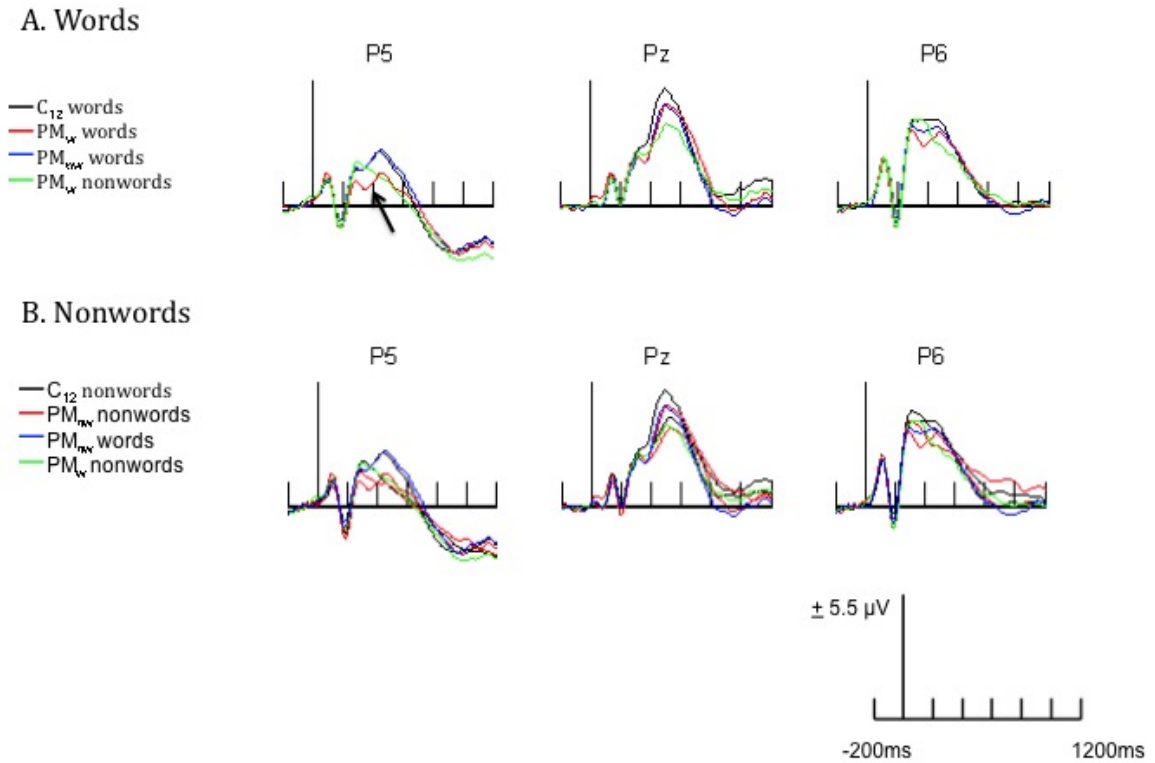 A. Words
P5 Pz P6
C₁₂ words
PMw words
PMnw words
PMw nonwords
B. Nonwords
P5 Pz P6
C₁₂ nonwords
PMnw nonwords
PMnw words
PMw nonwords
± 5.5 µV
-200ms 1200ms